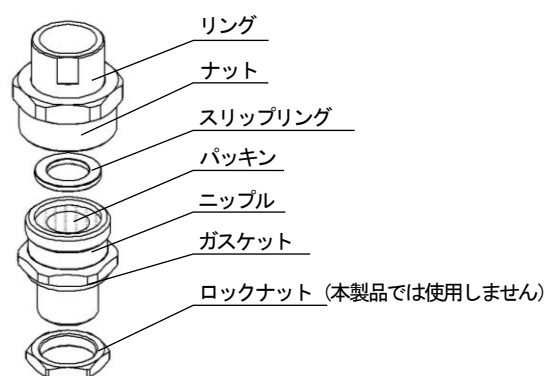 リング
ナット
スリップリング
パッキン
ニップル
ガスケット
ロックナット（本製品では使用しません）